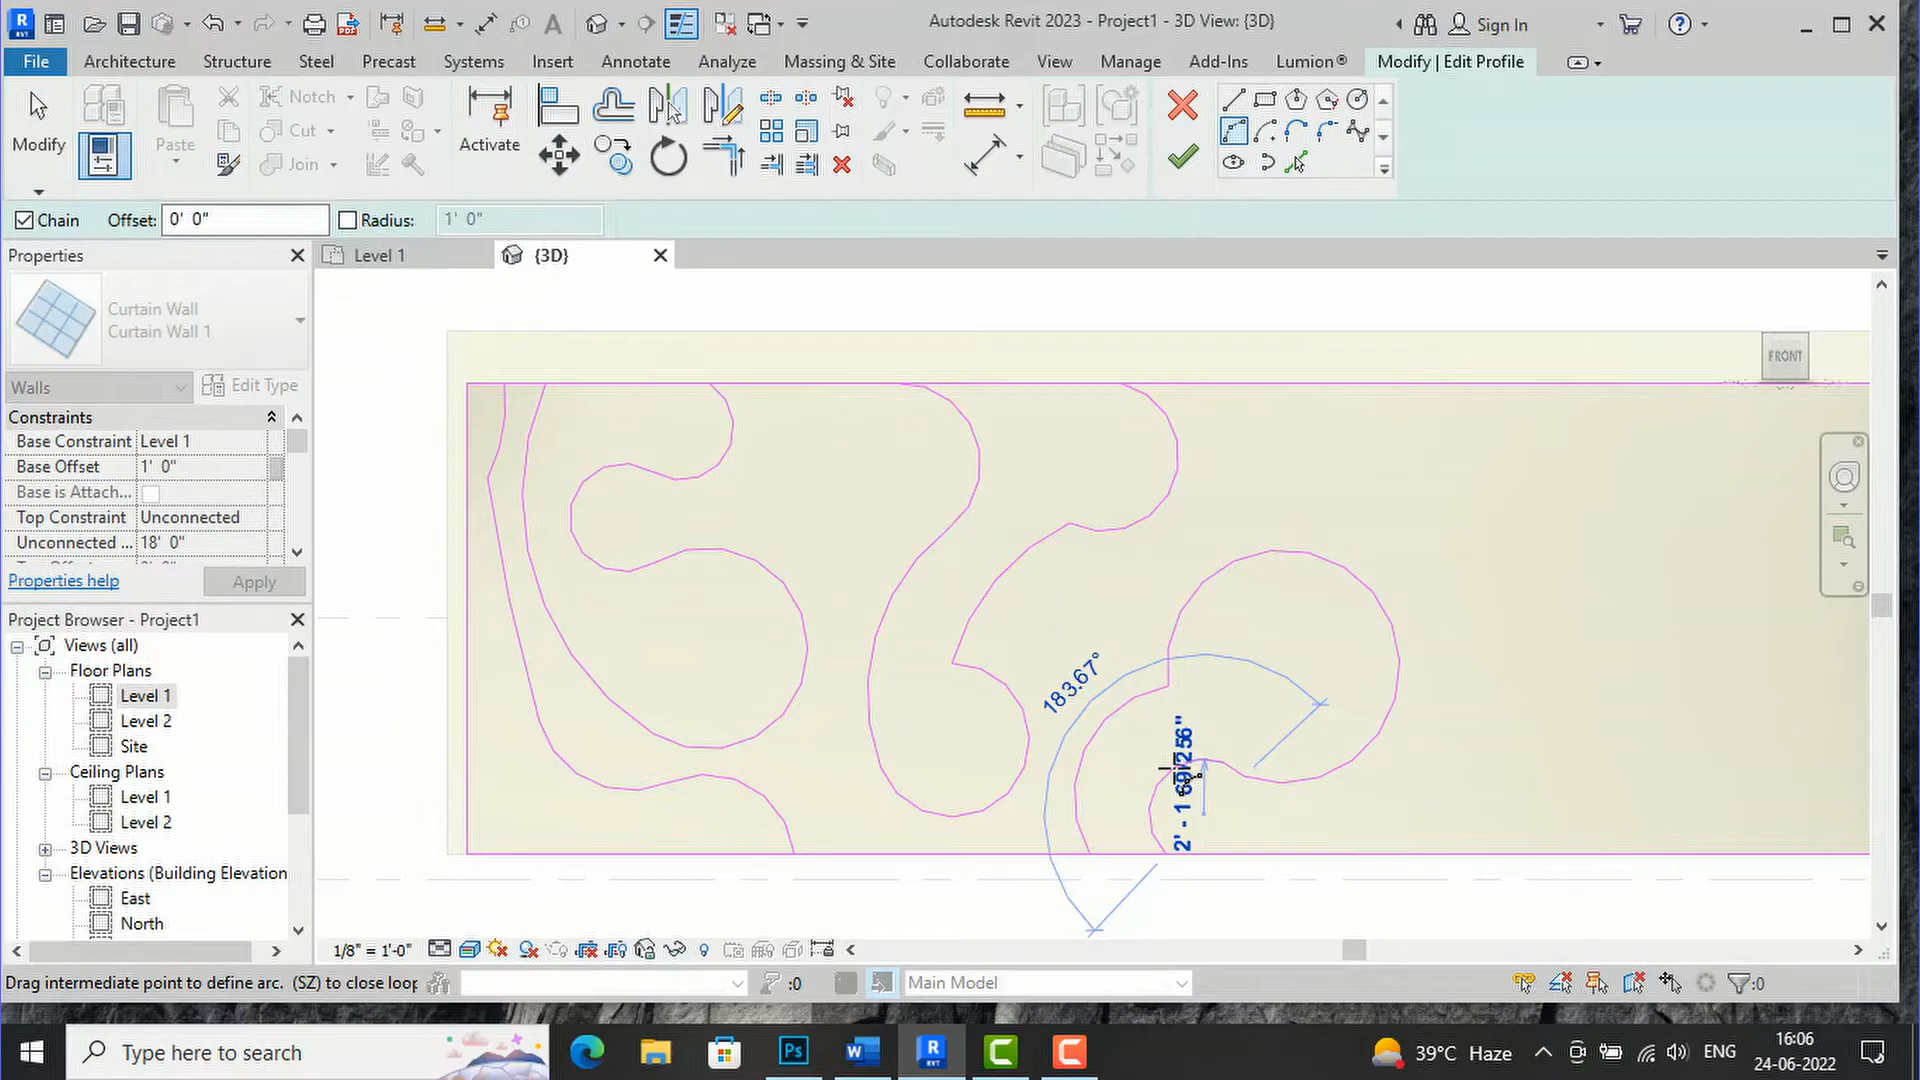 Autodesk Revit 2023 - Project1 - 3D View: {3D}
Sign In
File
Architecture
Structure
Steel
Precast
Systems
Insert
Annotate
Analyze
Massing & Site
Collaborate
View
Manage
Add-Ins
Lumion®
Modify | Edit Profile
Modify
Paste
Notch
Cut
Join
Activate
Chain
Offset:
0' 0"
Radius:
1' 0"
Properties
Level 1
{3D}
Curtain Wall
Curtain Wall 1
Walls
Edit Type
Constraints
Base Constraint
Level 1
Base Offset
1' 0"
Base is Attach...
Top Constraint
Unconnected
Unconnected ...
18' 0"
Properties help
Apply
Project Browser - Project1
Views (all)
Floor Plans
Level 1
Level 2
Site
Ceiling Plans
Level 1
Level 2
3D Views
Elevations (Building Elevation
East
North
FRONT
183.67°
2' - 1 69/256"
1/8" = 1'-0"
Drag intermediate point to define arc. (SZ) to close loop
:0
Main Model
:0
Type here to search
Ps
W
R
RVT
C
C
39°C Haze
ENG
16:06
24-06-2022